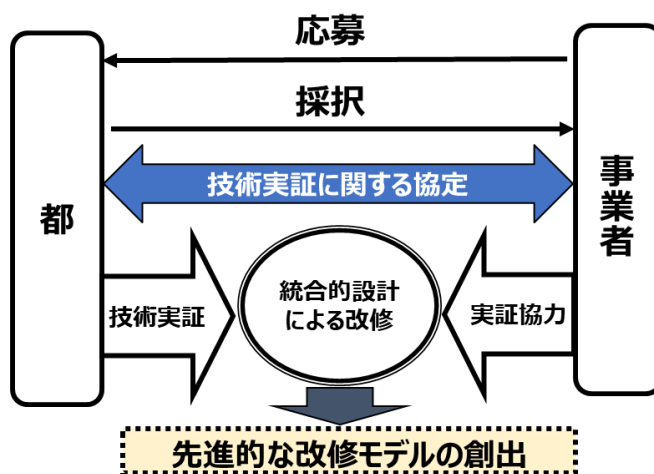 応募
採択
技術実証に関する協定
都
事業者
技術実証
統合的設計
による改修
実証協力
先進的な改修モデルの創出